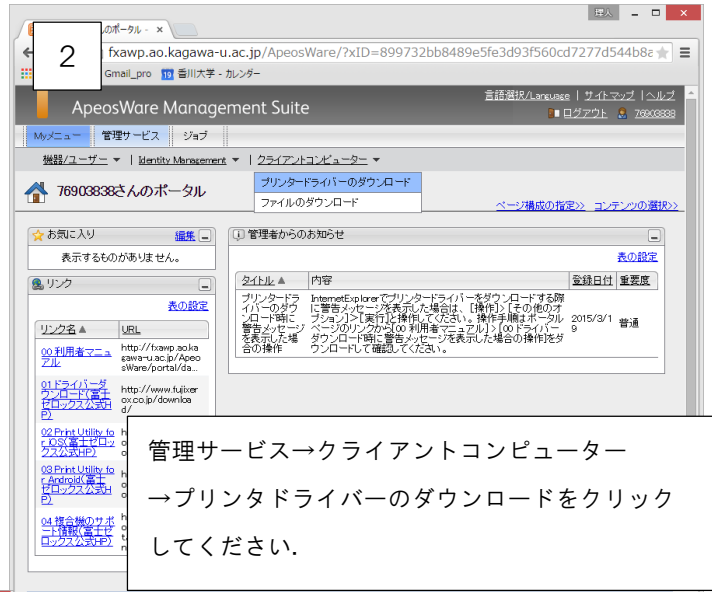 理人
2
のポータル - ×
fxawp.ao.kagawa-u.ac.jp/ApeosWare/?xID=899732bb8489e5fe3d93f560cd7277d544b8
Gmail_pro 19 香川大学 - カレンダー
言語選択/Language | サイトマップ | ヘルプ
ApeosWare Management Suite
ログアウト 76903838
Myメニュー 管理サービス ジョブ
機器/ユーザー ▼ | Identity Management ▼ | クライアントコンピューター ▼
プリンタードライバーのダウンロード
ファイルのダウンロード
76903838さんのポータル
ページ構成の指定>> コンテンツの選択>>
お気に入り 編集
表示するものがありません。
リンク
表の設定
リンク名▲ URL
00 利用者マニュ
アル
http://fxawp.ao.ka
gawa-u.ac.jp/Apeo
sWare/portal/da...
01ドライバーダ
ウンロード(富士
ゼロックス公式H
P)
http://www.fujixer
ox.co.jp/downloa
d/
02 Print Utility fo
r iOS(富士ゼロッ
クス公式HP)
03 Print Utility fo
r Android(富士
ゼロックス公式H
P)
04 複合機のサポ
ート情報(富士ゼ
ロックス公式HP)
管理者からのお知らせ
表の設定
タイトル▲ 内容 登録日付 重要度
プリンタードラ
イバーのダウ
ンロード時に
警告メッセージ
を表示した場
合の操作
InternetExplorerでプリンタードライバーをダウンロードする際
に警告メッセージを表示した場合は、[操作]>[その他のオ
プション]>[実行]と操作してください。操作手順はポータル
ページのリンクから[00 利用者マニュアル]>[00ドライバー
ダウンロード時に警告メッセージを表示した場合の操作]をダ
ウンロードして確認してください。
2015/3/1
9
普通
管理サービス→クライアントコンピューター
→プリンタドライバーのダウンロードをクリック
してください.